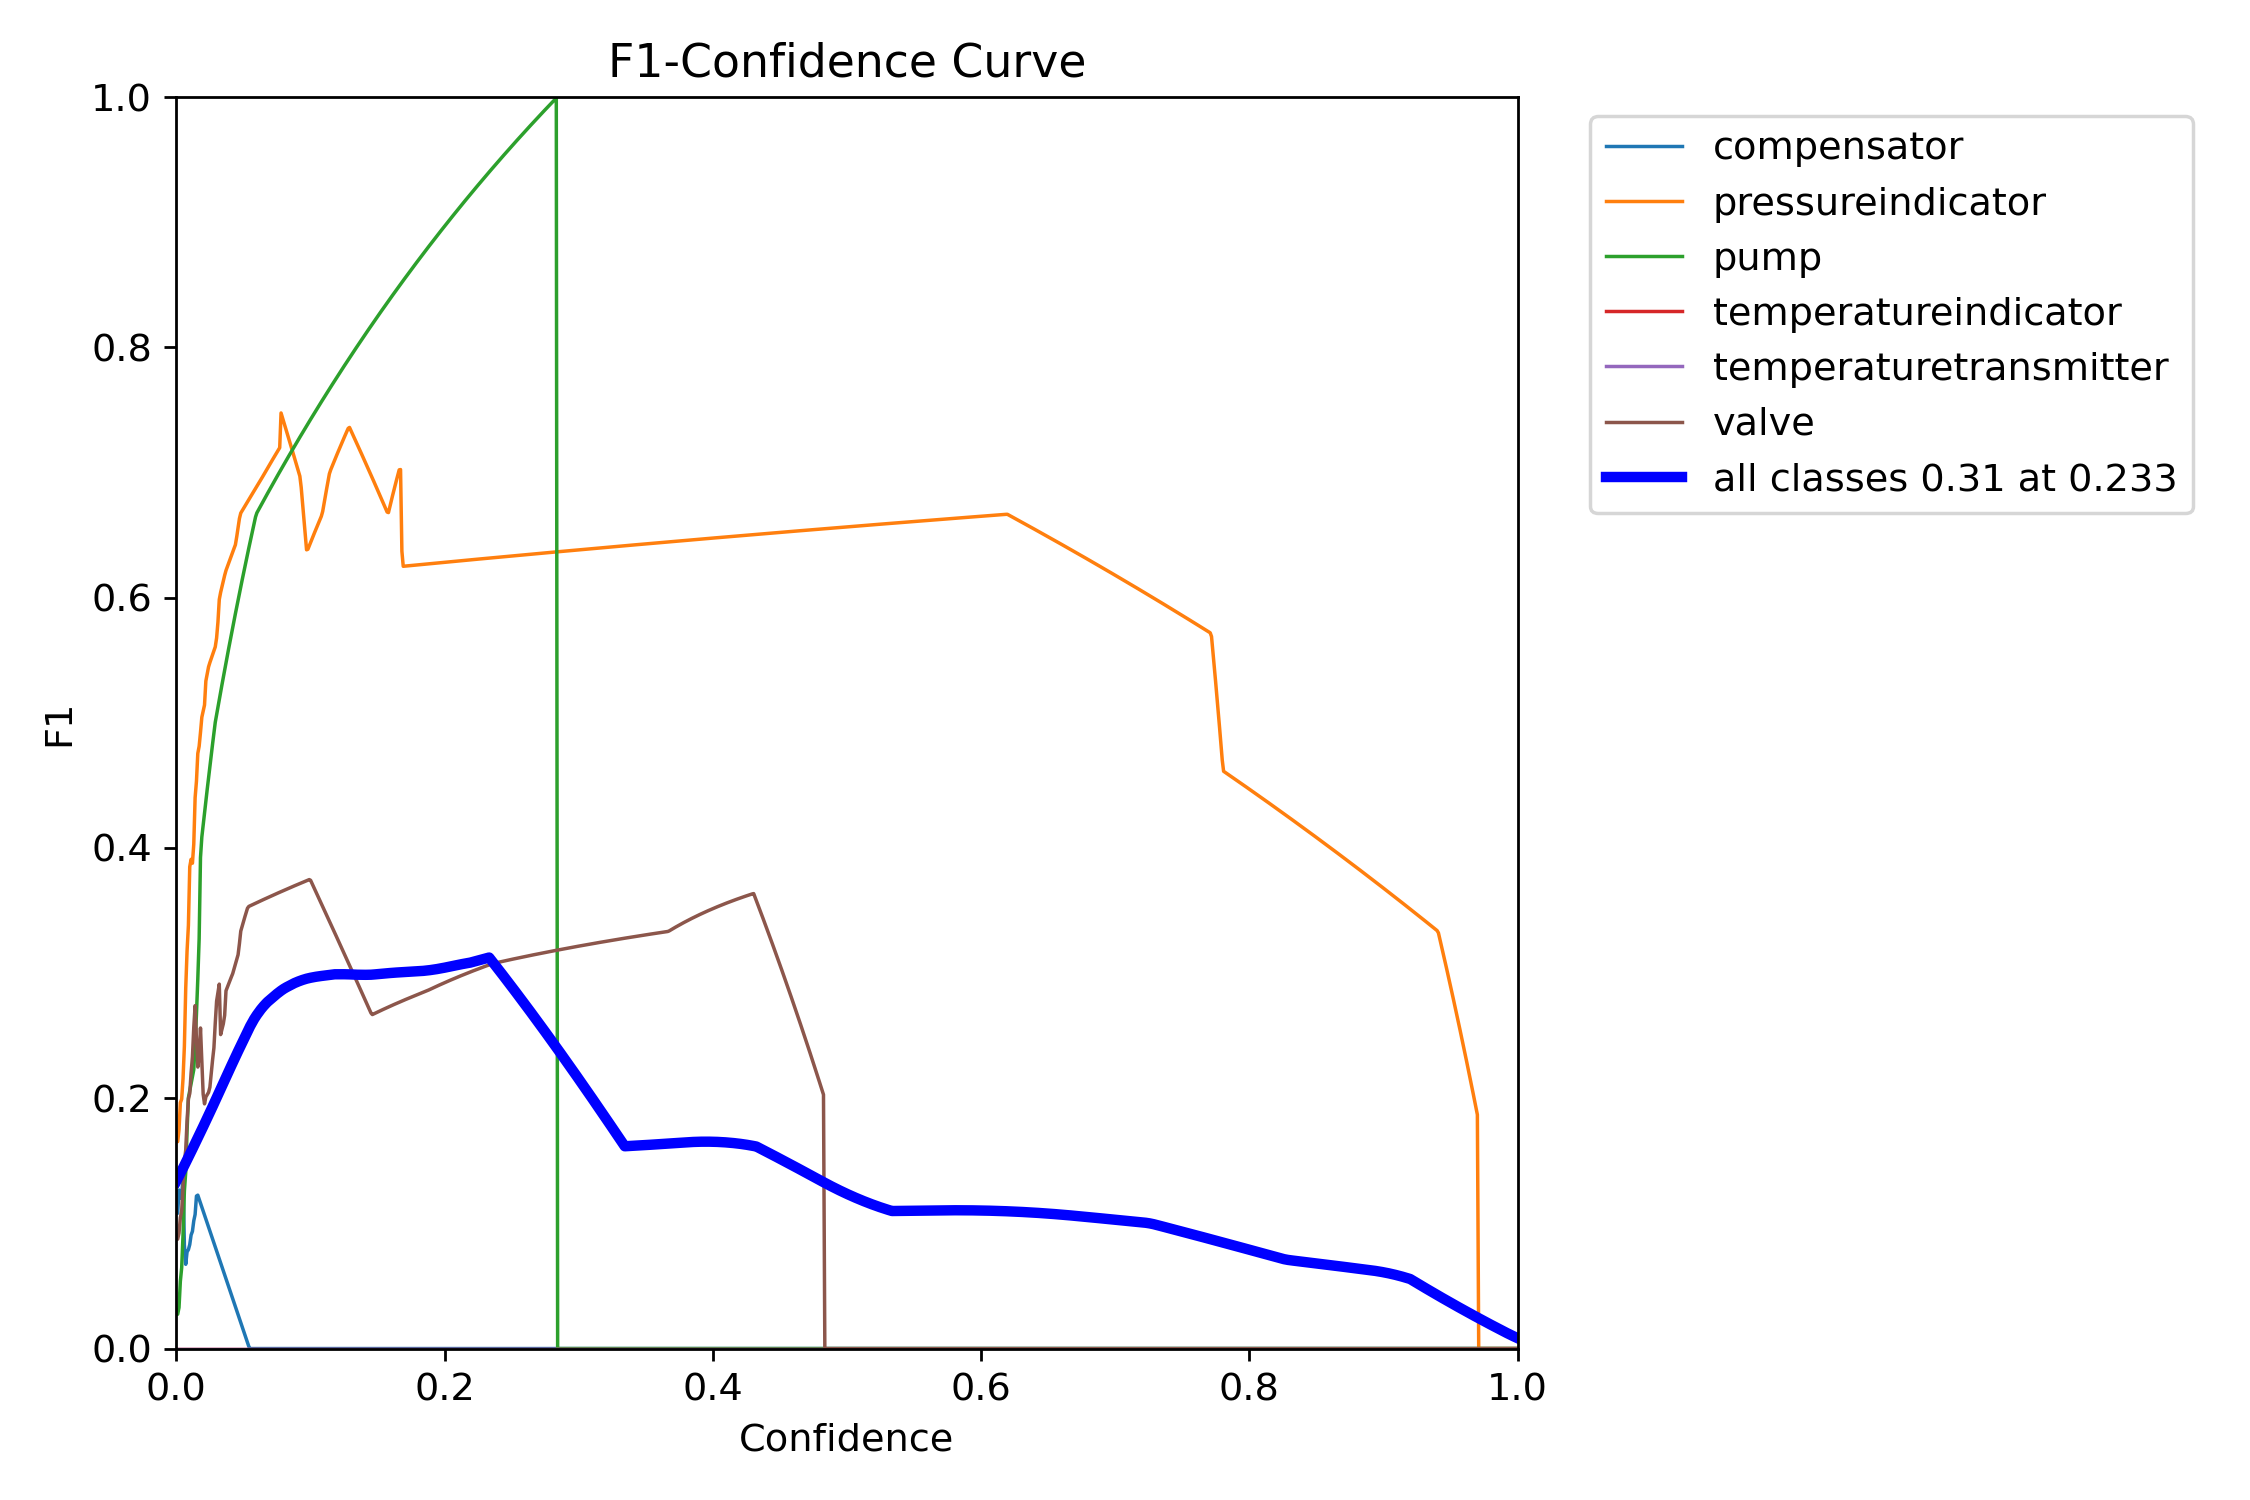 F1-Confidence Curve
1.0
0.8
0.6
0.4
0.2
0.0
F1
0.0 0.2 0.4 0.6 0.8 1.0
Confidence
compensator
pressureindicator
pump
temperatureindicator
temperaturetransmitter
valve
all classes 0.31 at 0.233